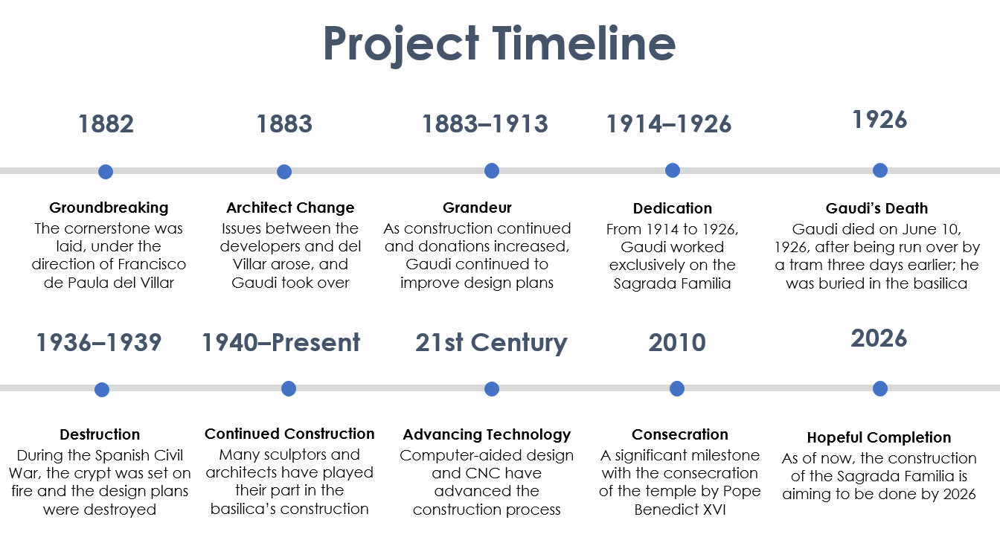 Project Timeline
1882
1883
1883–1913
1914–1926
1926
Groundbreaking
The cornerstone was
laid, under the
direction of Francisco
de Paula del Villar
Architect Change
Issues between the
developers and del
Villar arose, and
Gaudi took over
Grandeur
As construction continued
and donations increased,
Gaudi continued to
improve design plans
Dedication
From 1914 to 1926,
Gaudi worked
exclusively on the
Sagrada Familia
Gaudi’s Death
Gaudi died on June 10,
1926, after being run over by
a tram three days earlier; he
was buried in the basilica
1936–1939
1940–Present
21st Century
2010
2026
Destruction
During the Spanish Civil
War, the crypt was set on
fire and the design plans
were destroyed
Continued Construction
Many sculptors and
architects have played
their part in the
basilica’s construction
Advancing Technology
Computer-aided design
and CNC have
advanced the
construction process
Consecration
A significant milestone
with the consecration
of the temple by Pope
Benedict XVI
Hopeful Completion
As of now, the construction
of the Sagrada Familia is
aiming to be done by 2026